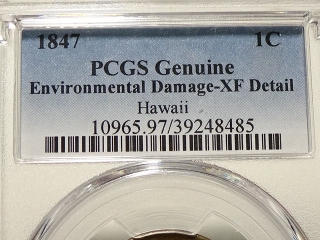 1847 1C
PCGS Genuine
Environmental Damage-XF Detail
Hawaii
10965.97/39248485